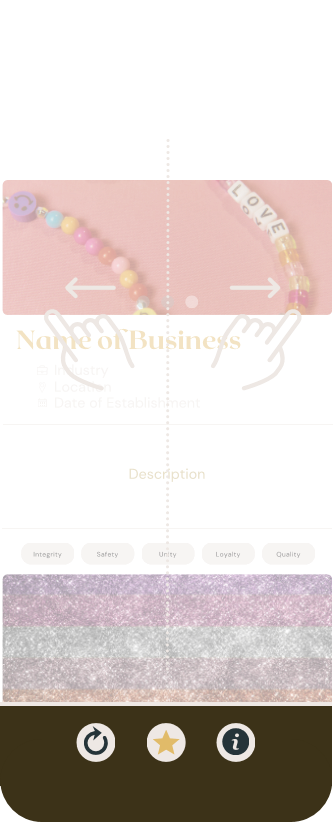 LOVE
Name of Business
Industry
Location
Date of Establishment
Description
Integrity
Safety
Unity
Loyalty
Quality